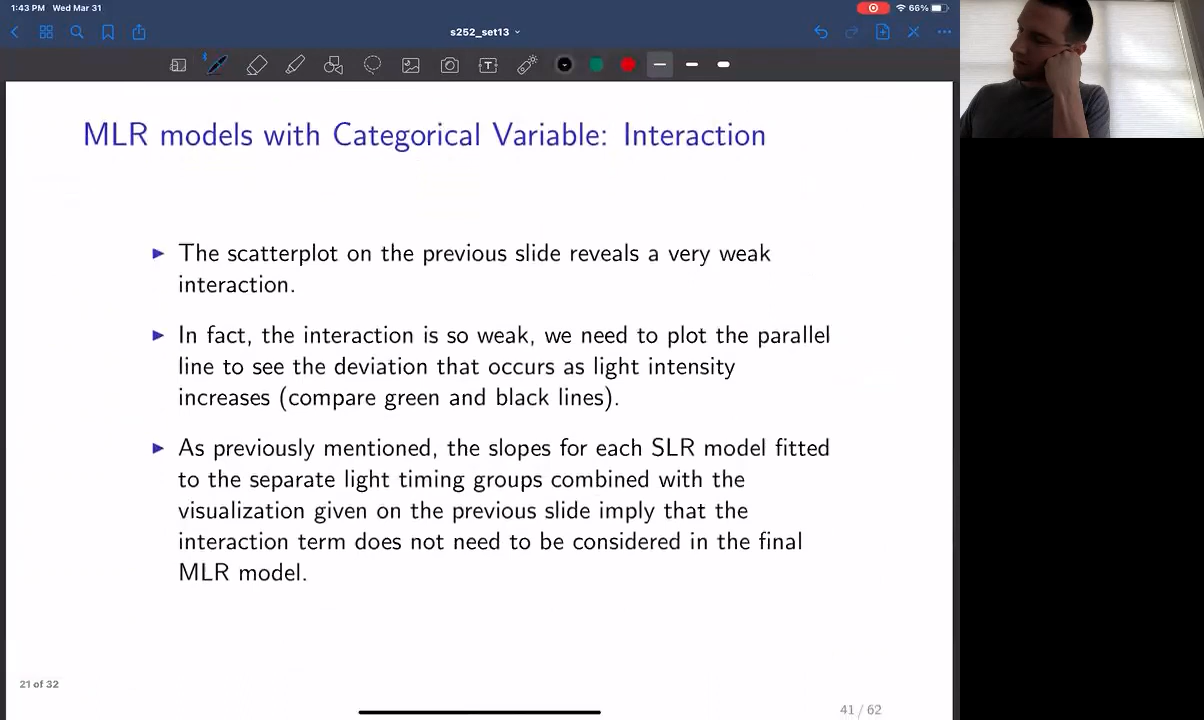 1:43 PM Wed Mar 31
66%
s252_set13
T
MLR models with Categorical Variable: Interaction
The scatterplot on the previous slide reveals a very weak
interaction.
In fact, the interaction is so weak, we need to plot the parallel
line to see the deviation that occurs as light intensity
increases (compare green and black lines).
As previously mentioned, the slopes for each SLR model fitted
to the separate light timing groups combined with the
visualization given on the previous slide imply that the
interaction term does not need to be considered in the final
MLR model.
21 of 32
41 / 62